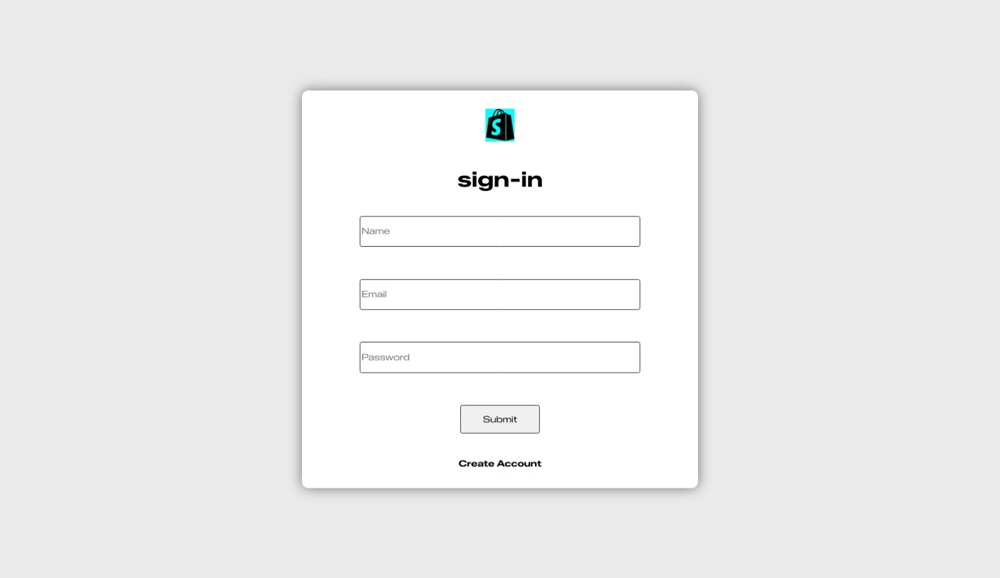 S
sign-in
Name
Email
Password
Submit
Create Account